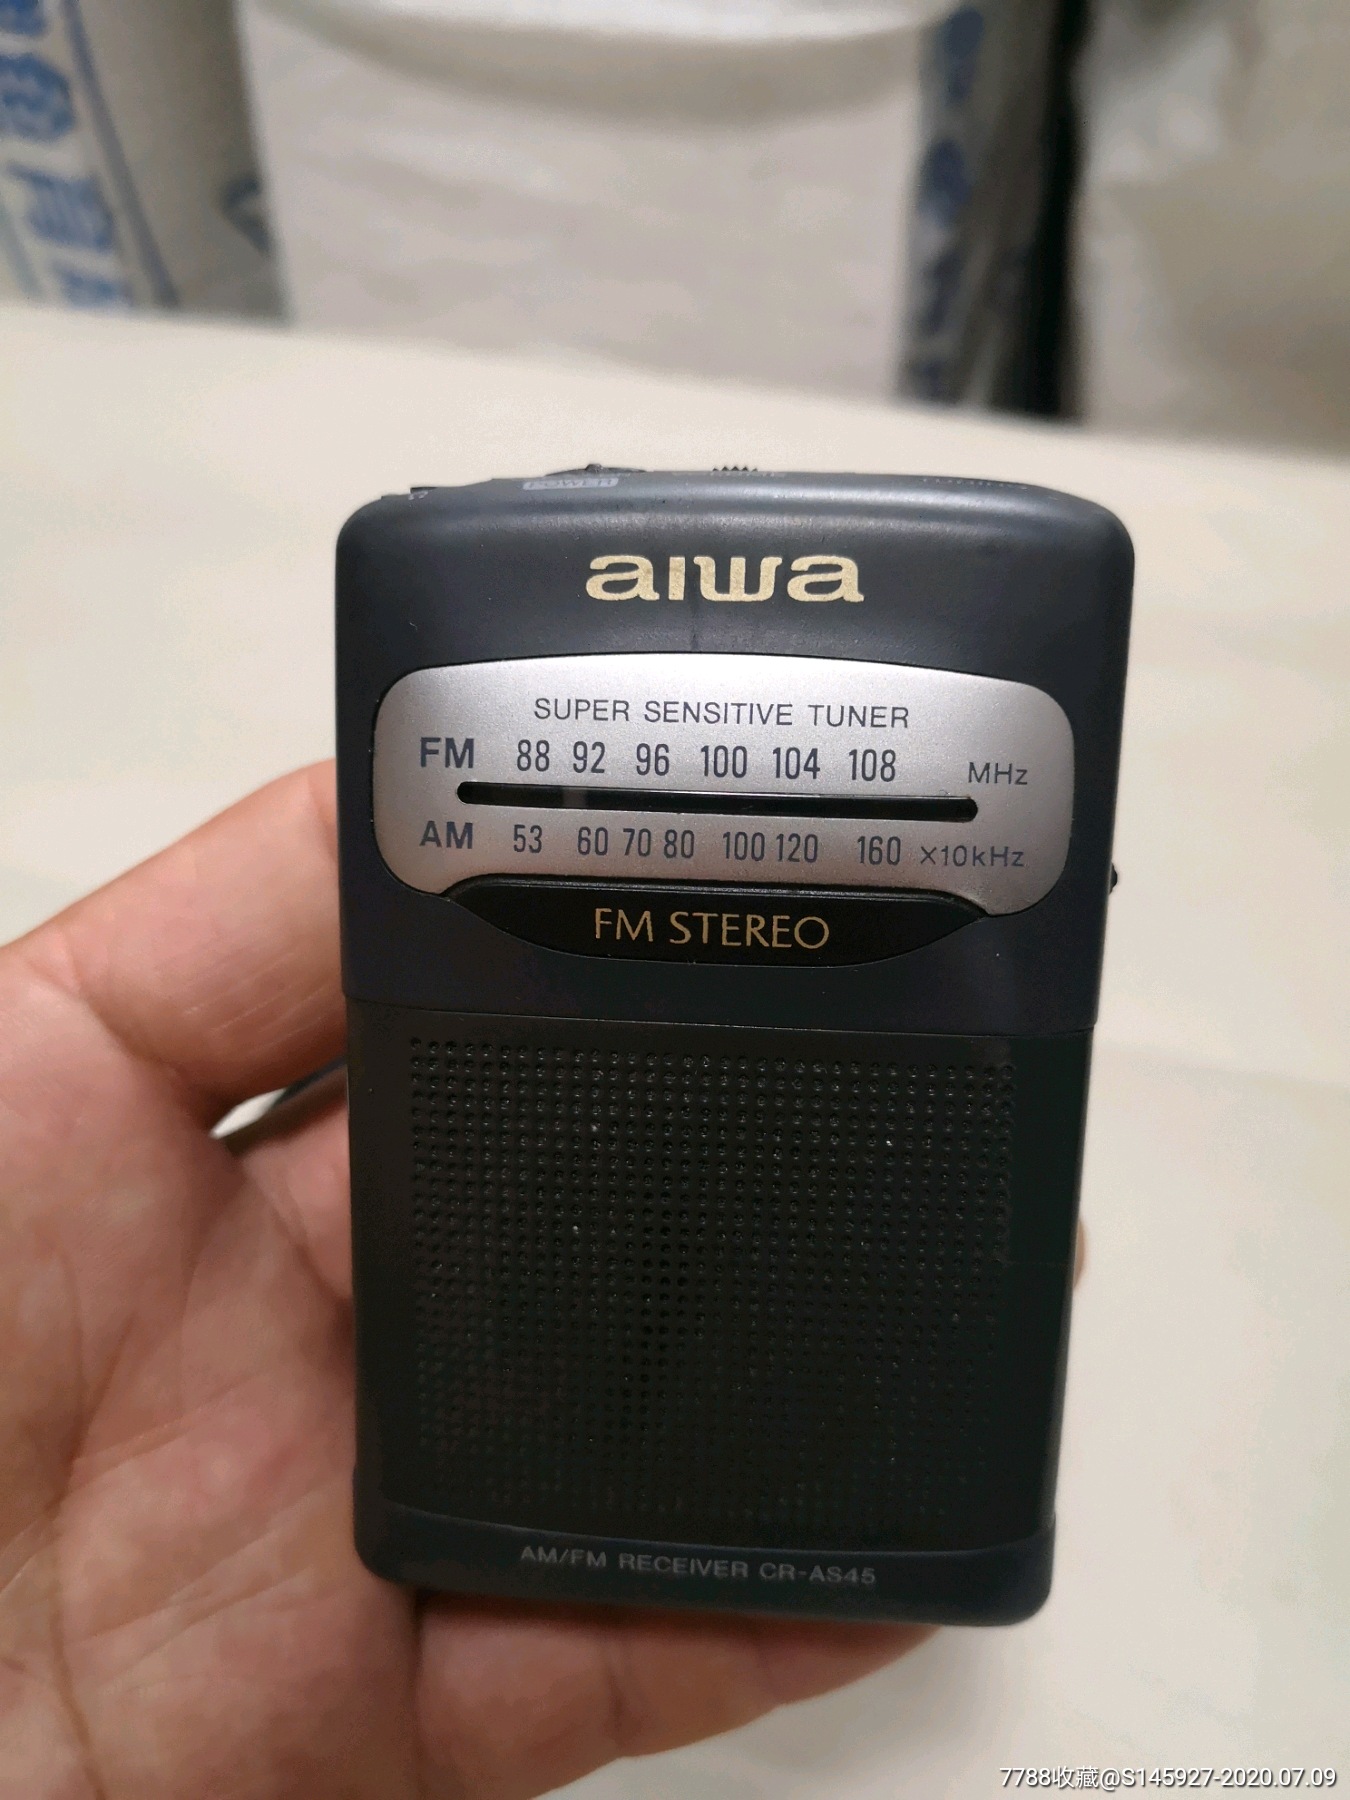 POWER
aiwa
SUPER SENSITIVE TUNER
FM 88 92 96 100 104 108 MHz
AM 53 60 70 80 100 120 160 ×10kHz
FM STEREO
AM/FM RECEIVER CR-AS45
7788收藏@S145927-2020.07.09